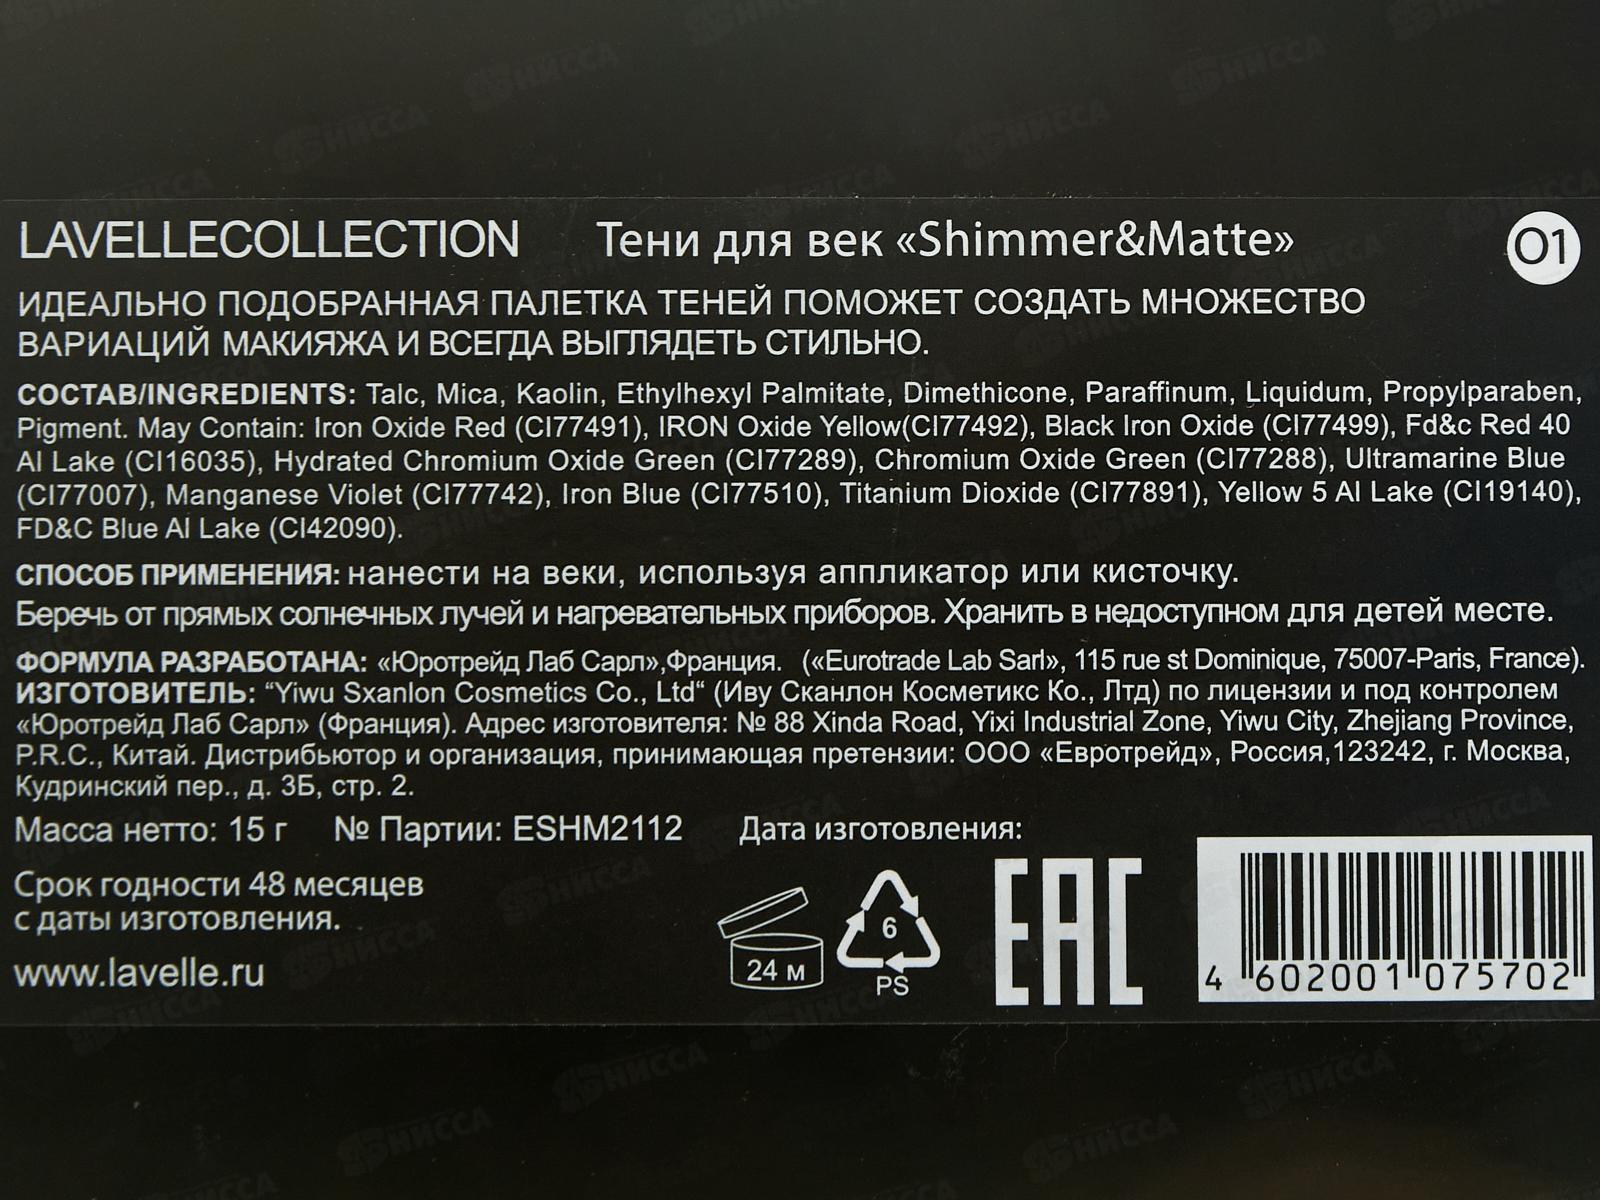 LAVELLECOLLECTION Тени для век «Shimmer&Matte» 01
ИДЕАЛЬНО ПОДОБРАННАЯ ПАЛЕТКА ТЕНЕЙ ПОМОЖЕТ СОЗДАТЬ МНОЖЕСТВО
ВАРИАЦИЙ МАКИЯЖА И ВСЕГДА ВЫГЛЯДЕТЬ СТИЛЬНО.
СОСТАВ/INGREDIENTS: Talc, Mica, Kaolin, Ethylhexyl Palmitate, Dimethicone, Paraffinum, Liquidum, Propylparaben,
Pigment. May Contain: Iron Oxide Red (CI77491), IRON Oxide Yellow(CI77492), Black Iron Oxide (CI77499), Fd&c Red 40
Al Lake (CI16035), Hydrated Chromium Oxide Green (CI77289), Chromium Oxide Green (CI77288), Ultramarine Blue
(CI77007), Manganese Violet (CI77742), Iron Blue (CI77510), Titanium Dioxide (CI77891), Yellow 5 Al Lake (CI19140),
FD&C Blue Al Lake (CI42090).
СПОСОБ ПРИМЕНЕНИЯ: нанести на веки, используя аппликатор или кисточку.
Беречь от прямых солнечных лучей и нагревательных приборов. Хранить в недоступном для детей месте.
ФОРМУЛА РАЗРАБОТАНА: «Юротрейд Лаб Сарл»,Франция. («Eurotrade Lab Sarl», 115 rue st Dominique, 75007-Paris, France).
ИЗГОТОВИТЕЛЬ: “Yiwu Sxanlon Cosmetics Co., Ltd“ (Иву Сканлон Косметикс Ко., Лтд) по лицензии и под контролем
«Юротрейд Лаб Сарл» (Франция). Адрес изготовителя: № 88 Xinda Road, Yixi Industrial Zone, Yiwu City, Zhejiang Province,
P.R.C., Китай. Дистрибьютор и организация, принимающая претензии: ООО «Евротрейд», Россия,123242, г. Москва,
Кудринский пер., д. 3Б, стр. 2.
Масса нетто: 15 г № Партии: ESHM2112 Дата изготовления:
Срок годности 48 месяцев
с даты изготовления.
www.lavelle.ru
24 м
6
PS
EAC
4 602001 075702
НИССА